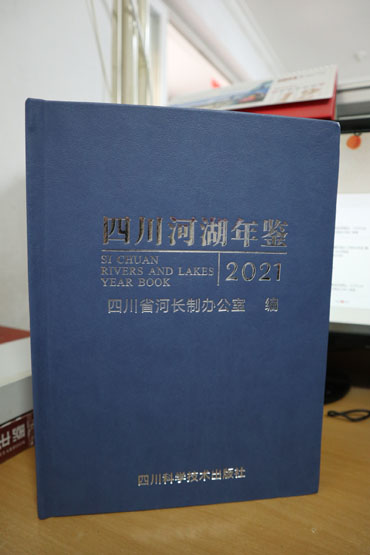 四川河湖年鉴
SI CHUAN
RIVERS AND LAKES
YEAR BOOK
2021
四川省河长制办公室 编
四川科学技术出版社